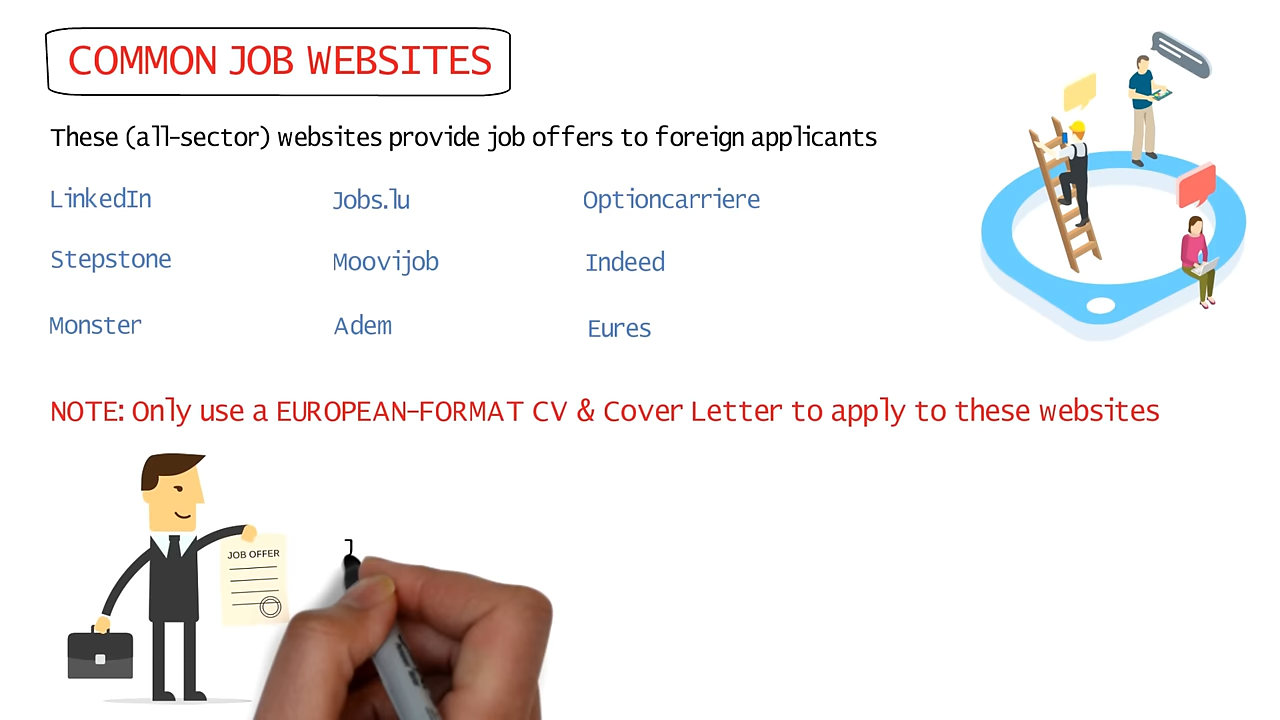 COMMON JOB WEBSITES
These (all-sector) websites provide job offers to foreign applicants
LinkedIn Jobs.lu Optioncarriere
Stepstone Moovijob Indeed
Monster Adem Eures
NOTE: Only use a EUROPEAN-FORMAT CV & Cover Letter to apply to these websites
JOB OFFER